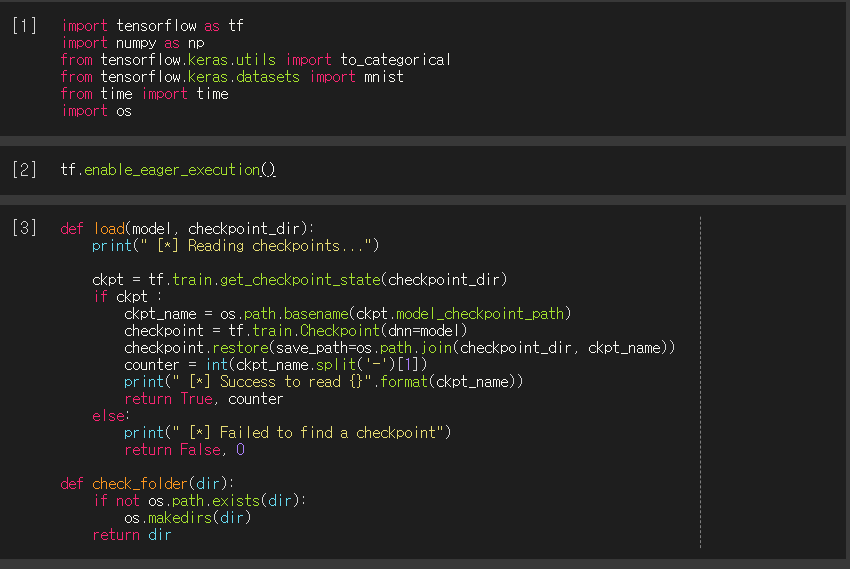 [1] import tensorflow as tf
import numpy as np
from tensorflow.keras.utils import to_categorical
from tensorflow.keras.datasets import mnist
from time import time
import os
[2] tf.enable_eager_execution()
[3] def load(model, checkpoint_dir):
    print(" [*] Reading checkpoints...")

    ckpt = tf.train.get_checkpoint_state(checkpoint_dir)
    if ckpt :
        ckpt_name = os.path.basename(ckpt.model_checkpoint_path)
        checkpoint = tf.train.Checkpoint(dnn=model)
        checkpoint.restore(save_path=os.path.join(checkpoint_dir, ckpt_name))
        counter = int(ckpt_name.split('-')[1])
        print(" [*] Success to read {}".format(ckpt_name))
        return True, counter
    else:
        print(" [*] Failed to find a checkpoint")
        return False, 0

def check_folder(dir):
    if not os.path.exists(dir):
        os.makedirs(dir)
    return dir